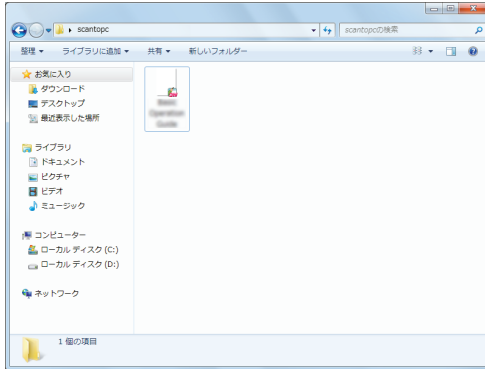 scantopc
scantopcの検索
整理
ライブラリに追加
共有
新しいフォルダー
お気に入り
ダウンロード
デスクトップ
最近表示した場所
Basic
Operation
Guide
ライブラリ
ドキュメント
ピクチャ
ビデオ
ミュージック
コンピューター
ローカル ディスク (C:)
ローカル ディスク (D:)
ネットワーク
1 個の項目